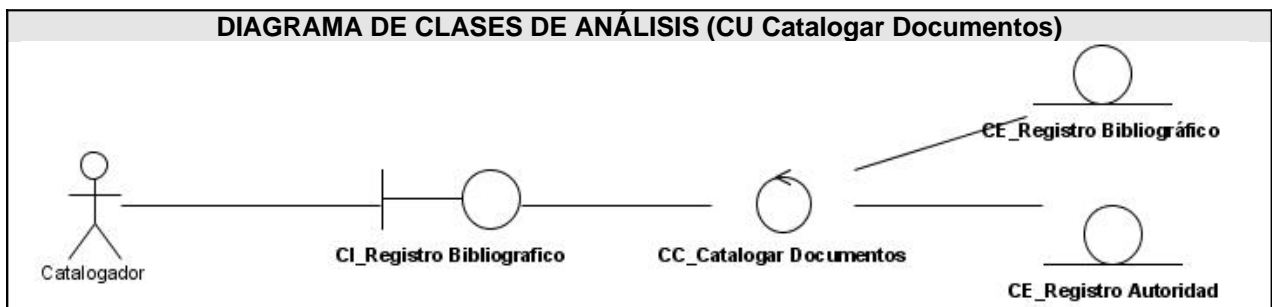 DIAGRAMA DE CLASES DE ANÁLISIS (CU Catalogar Documentos)
CE_Registro Bibliográfico
Catalogador
CI_Registro Bibliografico
CC_Catalogar Documentos
CE_Registro Autoridad